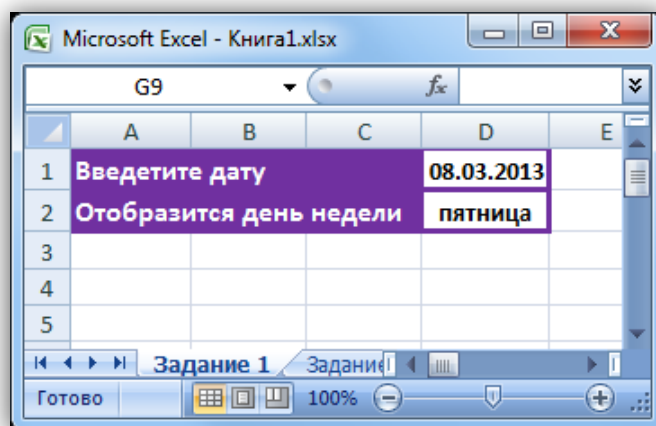 Microsoft Excel - Книга1.xlsx
G9 fx
A B C D E
1 Введетите дату 08.03.2013
2 Отобразится день недели пятница
3
4
5
Задание 1 Задание
Готово 100%